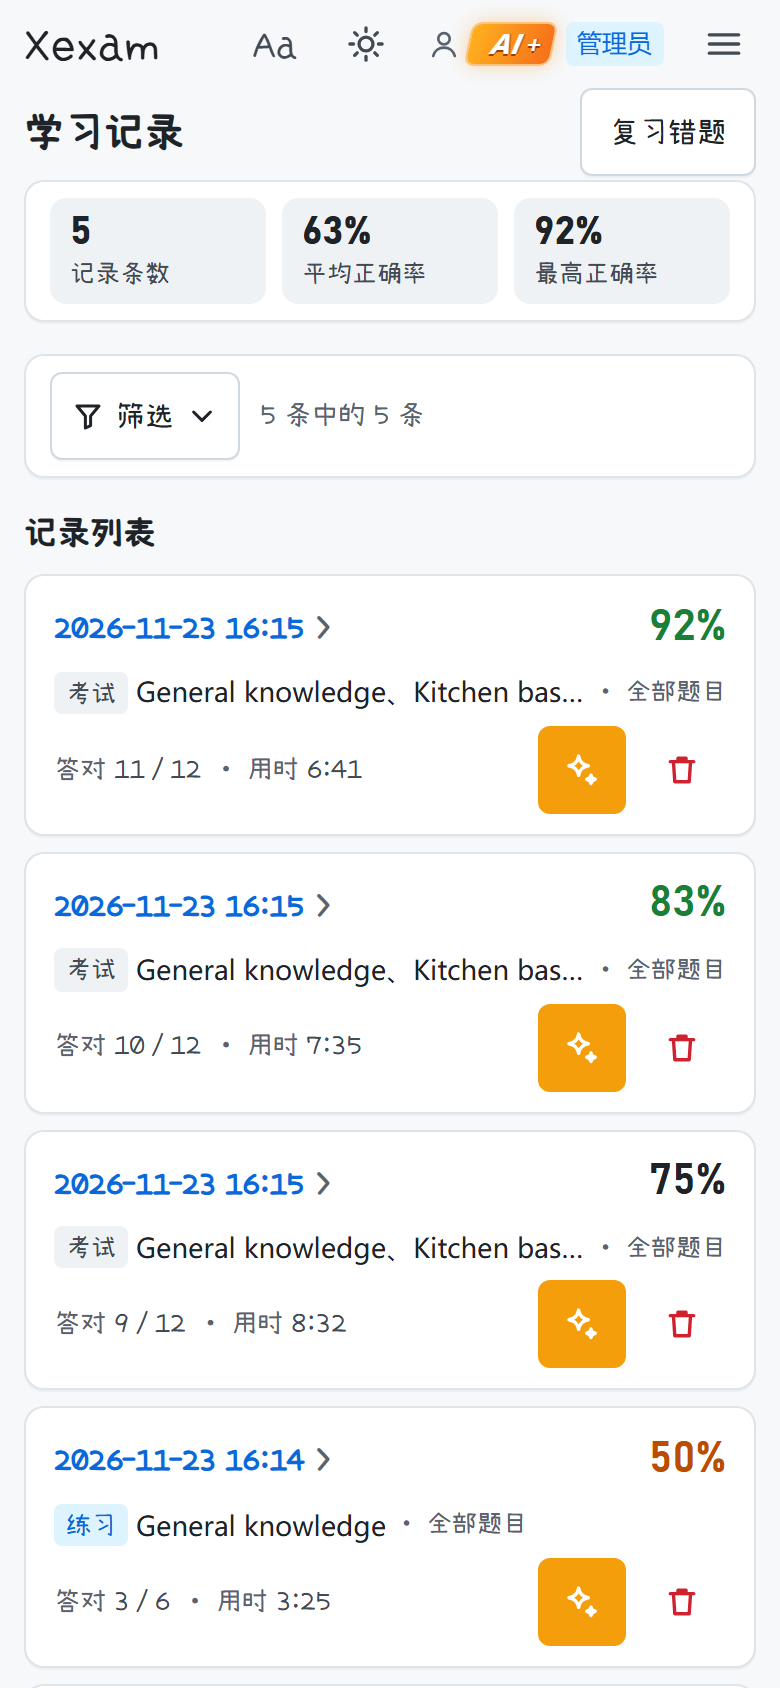 Xexam Aa AI+ 管理员
学习记录 复习错题
5 63% 92%
记录条数 平均正确率 最高正确率
筛选 5 条中的 5 条
记录列表
2026-11-23 16:15 92%
考试 General knowledge、Kitchen bas... · 全部题目
答对 11 / 12 · 用时 6:41
2026-11-23 16:15 83%
考试 General knowledge、Kitchen bas... · 全部题目
答对 10 / 12 · 用时 7:35
2026-11-23 16:15 75%
考试 General knowledge、Kitchen bas... · 全部题目
答对 9 / 12 · 用时 8:32
2026-11-23 16:14 50%
练习 General knowledge · 全部题目
答对 3 / 6 · 用时 3:25